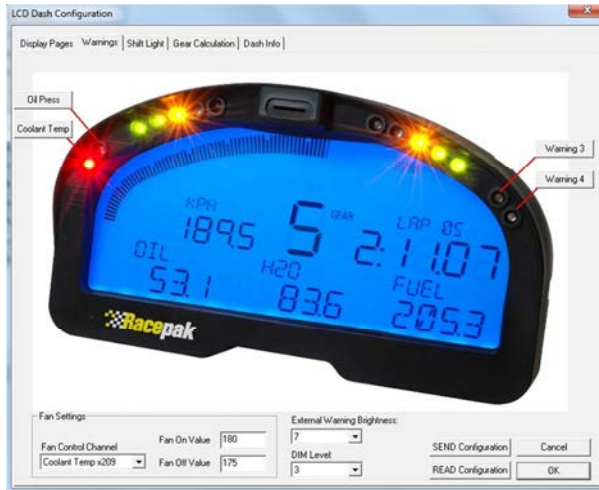 LCD Dash Configuration
Display Pages Warnings Shift Light Gear Calculation Dash Info
Oil Press
Coolant Temp
Warning 3
Warning 4
KPH
189.5
5
GEAR
LAP 05
2:11.07
OIL
53.1
H2O
83.6
FUEL
205.3
Racepak
Fan Settings
Fan Control Channel
Coolant Temp x209
Fan On Value 180
Fan Off Value 175
External Warning Brightness:
7
DIM Level:
3
SEND Configuration
READ Configuration
Cancel
OK